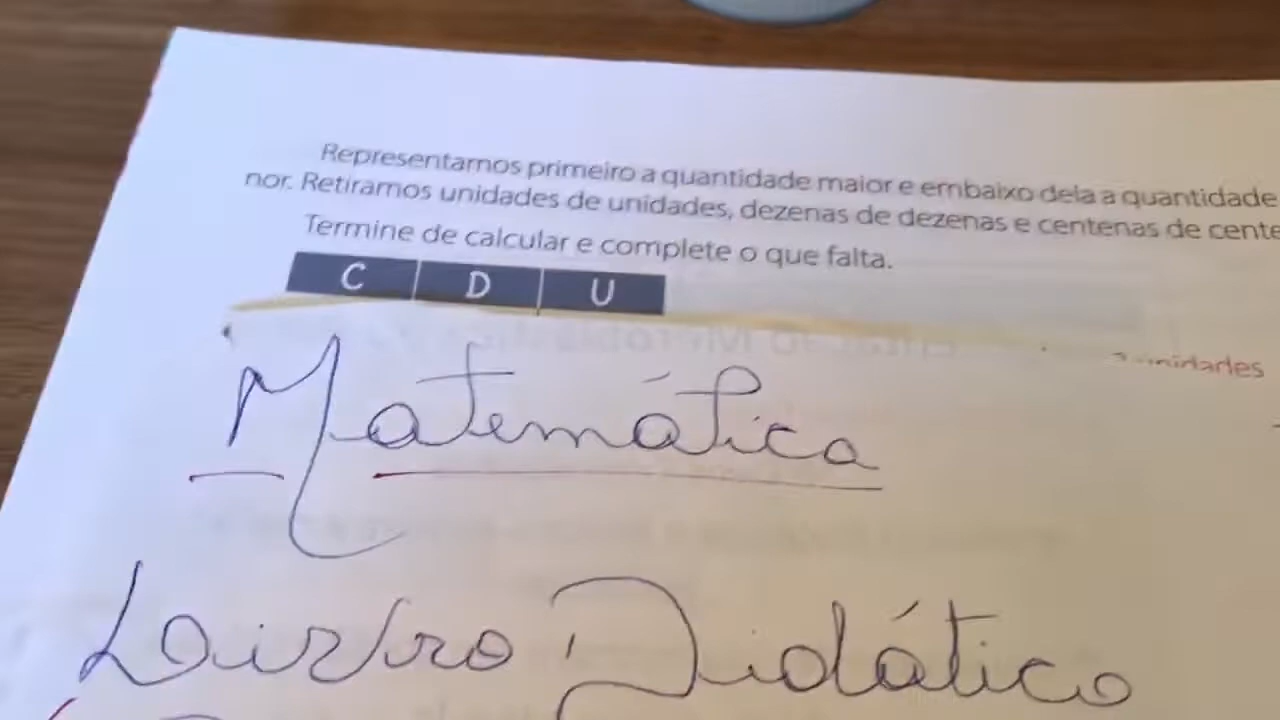 Representamos primeiro a quantidade maior e embaixo dela a quantidade
nor. Retiramos unidades de unidades, dezenas de dezenas e centenas de cente
Termine de calcular e complete o que falta.
C D U
unidades
Matemática
Livro Didático